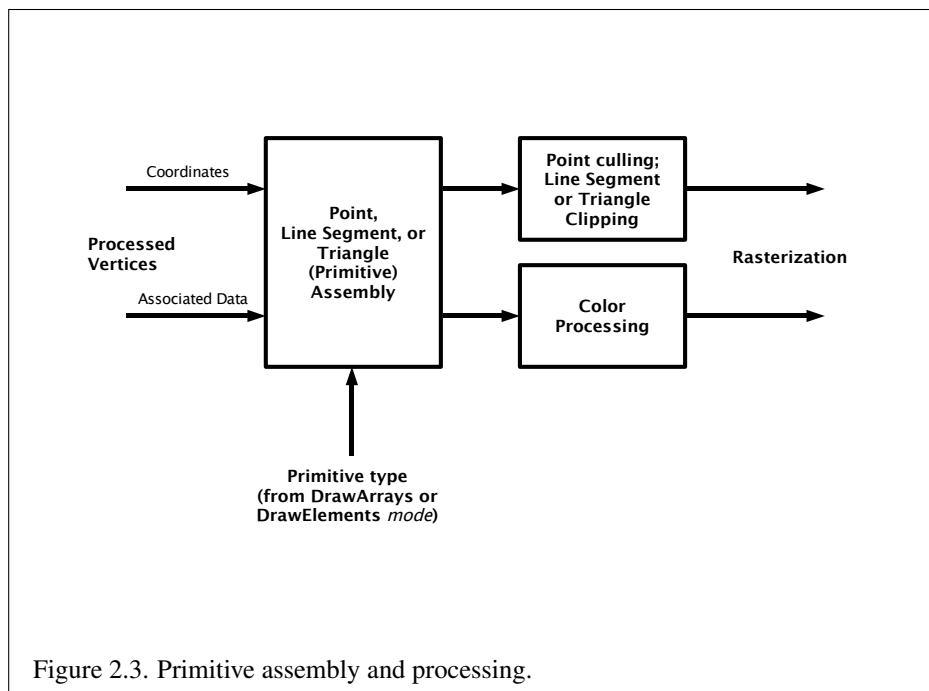 Coordinates
Processed
Vertices
Associated Data
Point,
Line Segment, or
Triangle
(Primitive)
Assembly
Point culling;
Line Segment
or Triangle
Clipping
Color
Processing
Rasterization
Primitive type
(from DrawArrays or
DrawElements mode)
Figure 2.3. Primitive assembly and processing.